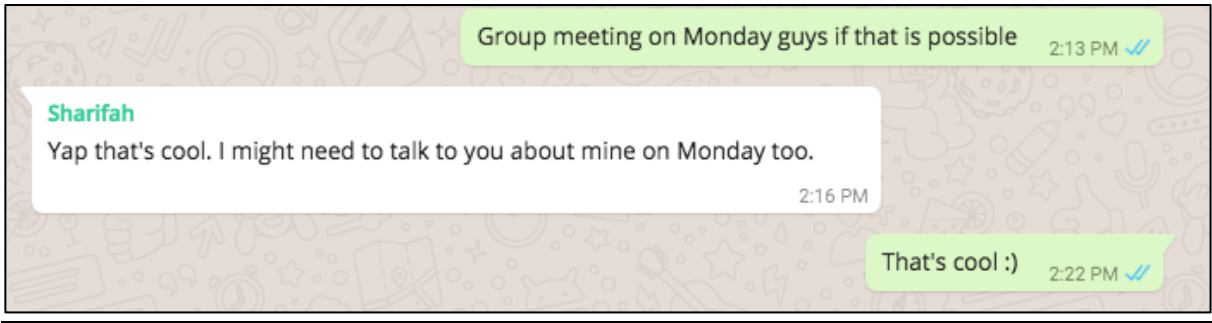 Group meeting on Monday guys if that is possible 2:13 PM
Sharifah
Yap that's cool. I might need to talk to you about mine on Monday too.
2:16 PM
That's cool :) 2:22 PM